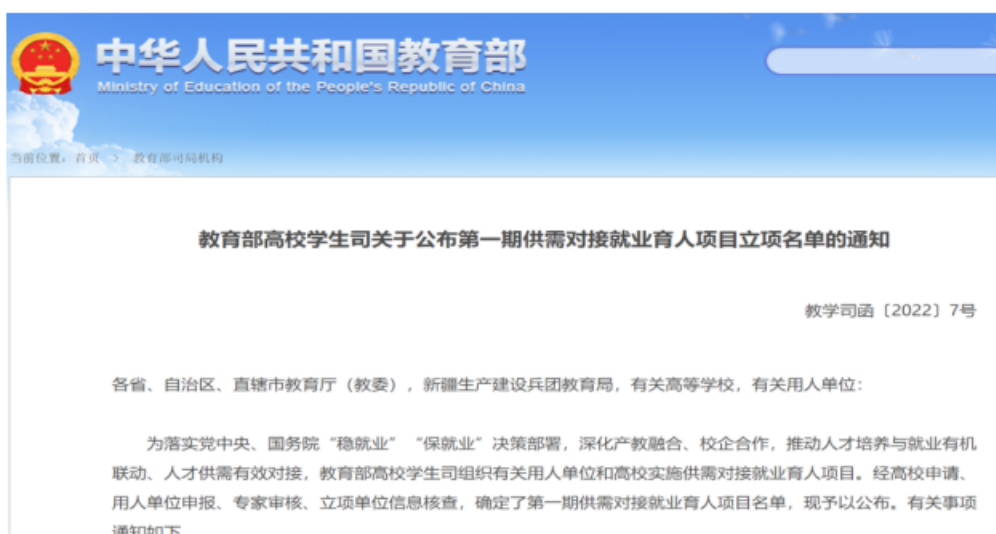 中华人民共和国教育部
Ministry of Education of the People's Republic of China
当前位置：首页 > 教育部司局机构
教育部高校学生司关于公布第一期供需对接就业育人项目立项名单的通知
教学司函〔2022〕7号
各省、自治区、直辖市教育厅（教委），新疆生产建设兵团教育局，有关高等学校，有关用人单位：
为落实党中央、国务院“稳就业”“保就业”决策部署，深化产教融合、校企合作，推动人才培养与就业有机
联动、人才供需有效对接，教育部高校学生司组织有关用人单位和高校实施供需对接就业育人项目。经高校申请、
用人单位申报、专家审核、立项单位信息核查，确定了第一期供需对接就业育人项目名单，现予以公布。有关事项
通知如下